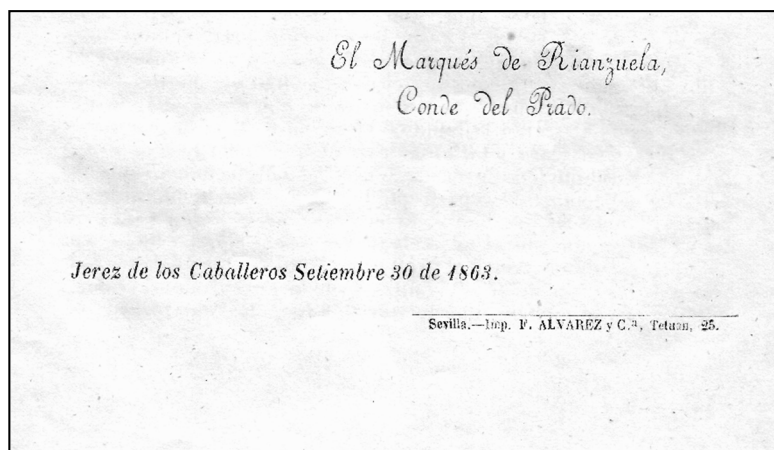 El Marqués de Rianzuela,
Conde del Prado.
Jerez de los Caballeros Setiembre 30 de 1863.
Sevilla.—Imp. F. ALVAREZ y C.ª, Tetuan, 25.